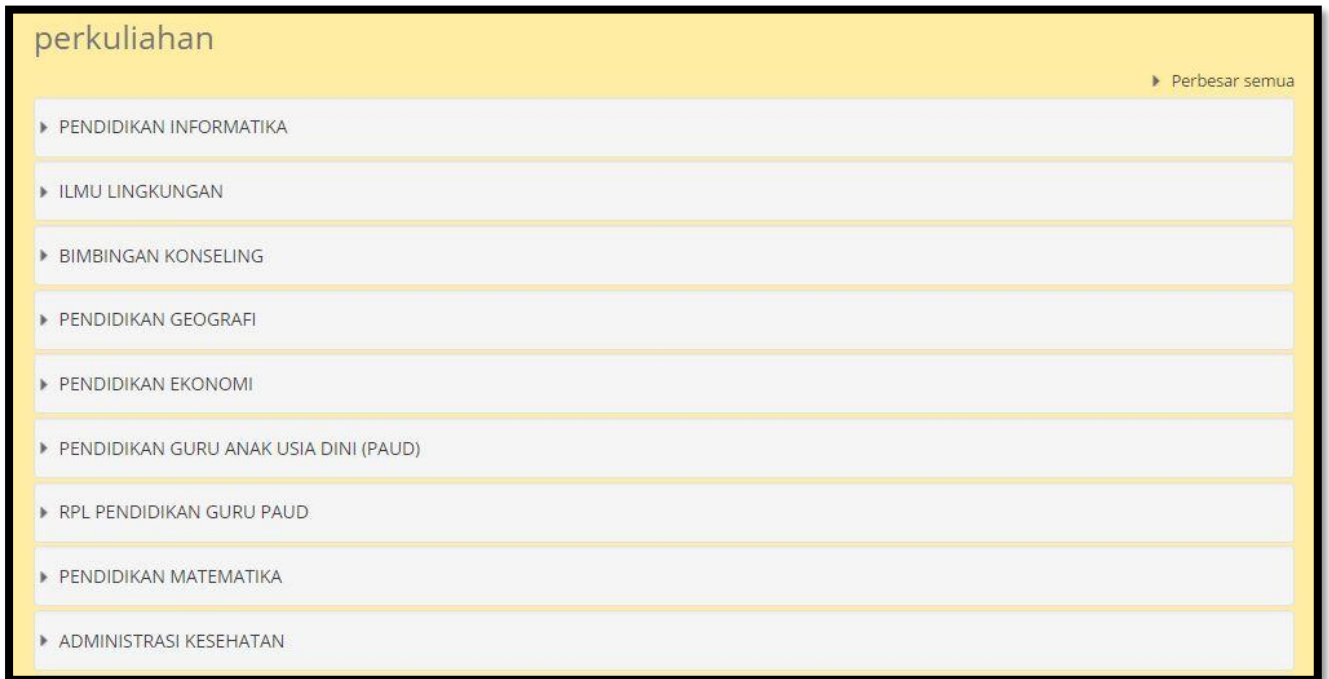 perkuliahan
Perbesar semua
PENDIDIKAN INFORMATIKA
ILMU LINGKUNGAN
BIMBINGAN KONSELING
PENDIDIKAN GEOGRAFI
PENDIDIKAN EKONOMI
PENDIDIKAN GURU ANAK USIA DINI (PAUD)
RPL PENDIDIKAN GURU PAUD
PENDIDIKAN MATEMATIKA
ADMINISTRASI KESEHATAN